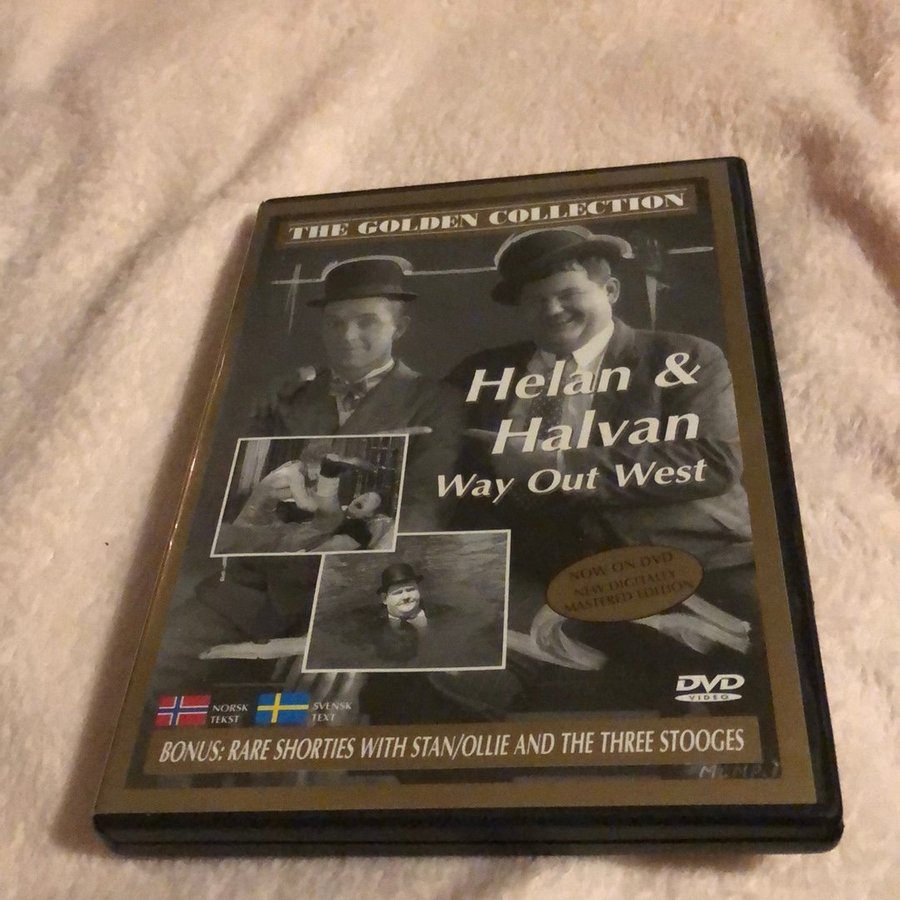 THE GOLDEN COLLECTION
Helan &
Halvan
Way Out West
NOW ON DVD
NEW DIGITALLY
MASTERED EDITION
DVD
VIDEO
NORSK
TEKST
SVENSK
TEXT
BONUS: RARE SHORTIES WITH STAN/OLLIE AND THE THREE STOOGES